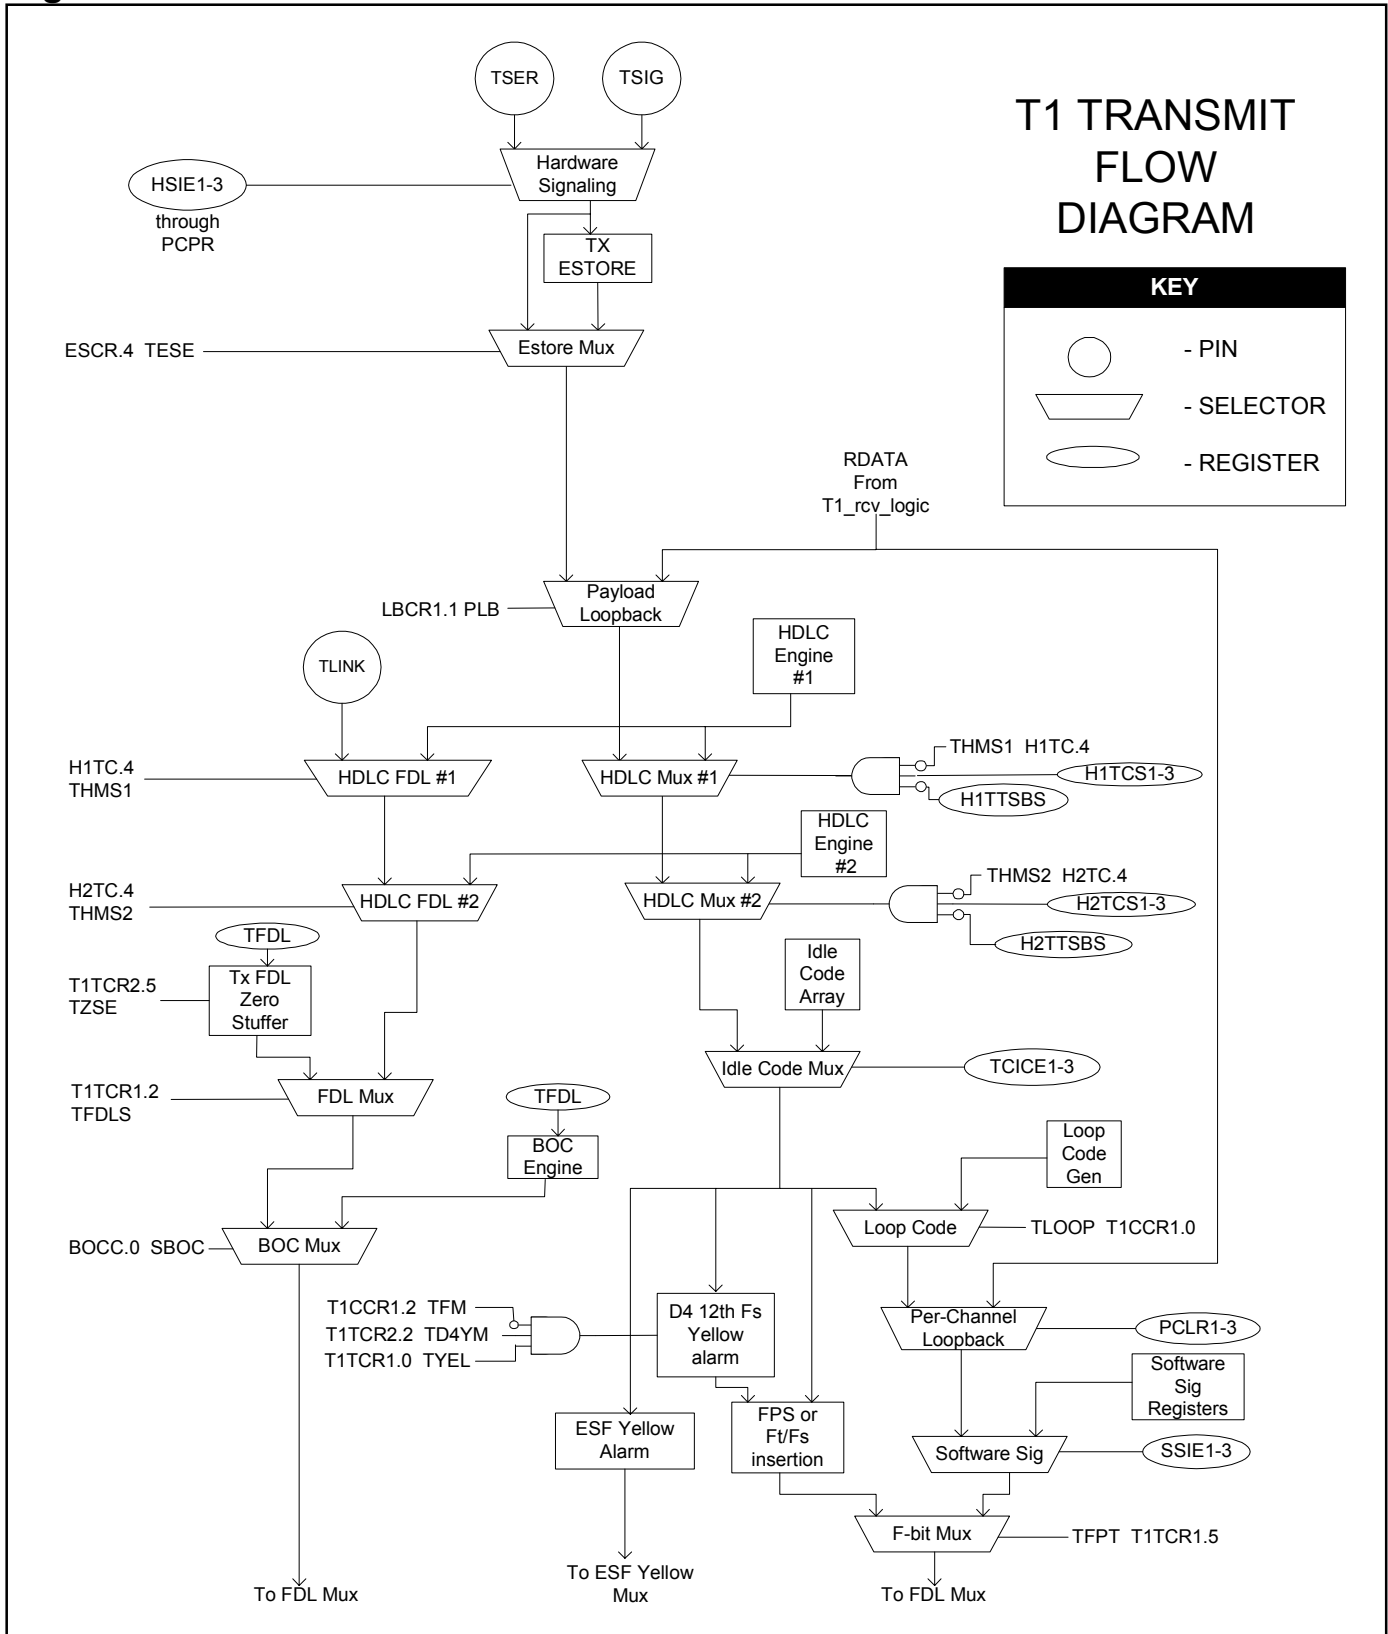 TSER
TSIG
T1 TRANSMIT
FLOW
DIAGRAM
Hardware
Signaling
HSIE1-3
through
PCPR
TX
ESTORE
KEY
- PIN
- SELECTOR
- REGISTER
ESCR.4 TESE
Estore Mux
RDATA
From
T1_rcv_logic
Payload
Loopback
LBCR1.1 PLB
HDLC
Engine
#1
TLINK
H1TC.4
THMS1
HDLC FDL #1
HDLC Mux #1
THMS1 H1TC.4
H1TCS1-3
H1TTSBS
HDLC
Engine
#2
H2TC.4
THMS2
HDLC FDL #2
HDLC Mux #2
THMS2 H2TC.4
H2TCS1-3
H2TTSBS
TFDL
T1TCR2.5
TZSE
Tx FDL
Zero
Stuffer
Idle
Code
Array
Idle Code Mux
TCICE1-3
T1TCR1.2
TFDLS
FDL Mux
TFDL
BOC
Engine
Loop
Code
Gen
BOCC.0 SBOC
BOC Mux
Loop Code
TLOOP T1CCR1.0
T1CCR1.2 TFM
T1TCR2.2 TD4YM
T1TCR1.0 TYEL
D4 12th Fs
Yellow
alarm
Per-Channel
Loopback
PCLR1-3
Software
Sig
Registers
ESF Yellow
Alarm
FPS or
Ft/Fs
insertion
Software Sig
SSIE1-3
F-bit Mux
TFPT T1TCR1.5
To FDL Mux
To ESF Yellow
Mux
To FDL Mux